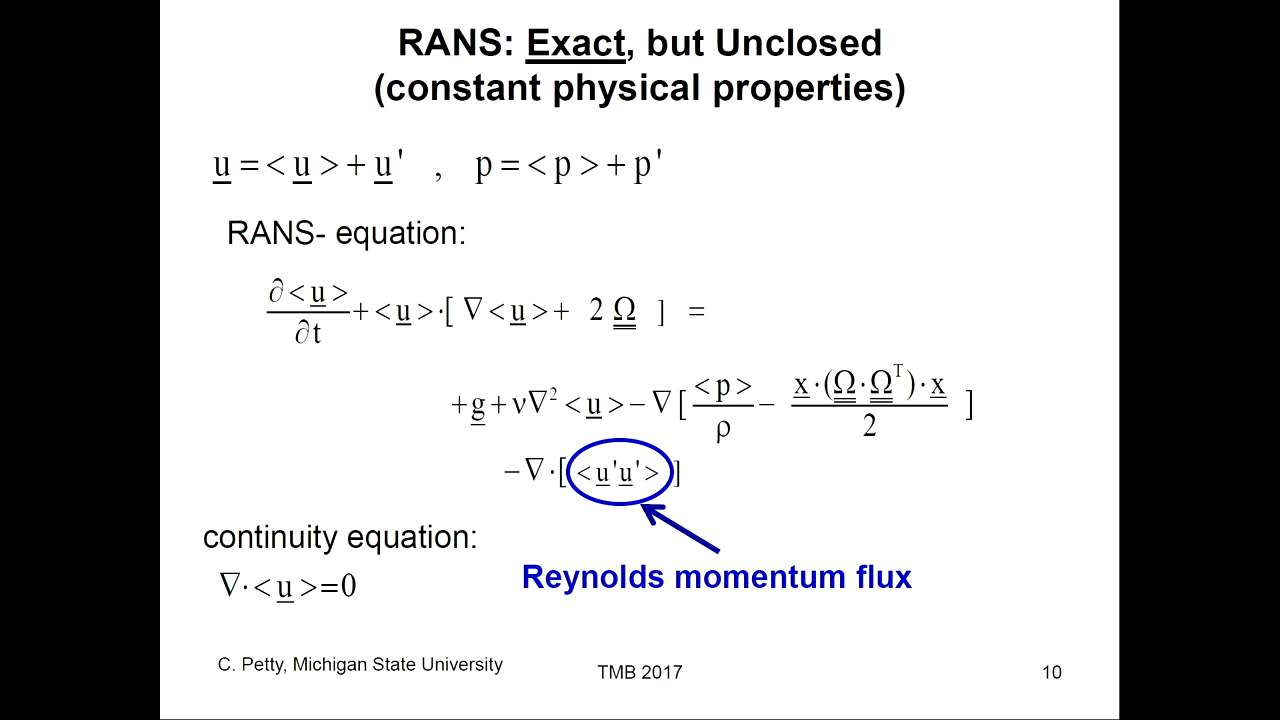 RANS: Exact, but Unclosed
(constant physical properties)
u = < u > + u ' , p = < p > + p '
RANS- equation:
∂ < u > / ∂t + < u > · [ ∇ < u > + 2 Ω ] =
+ g + ν∇² < u > − ∇ [ < p > / ρ − x · (Ω · Ωᵀ) · x / 2 ]
− ∇ · [ < u ' u ' > ]
continuity equation:
∇ · < u > = 0
Reynolds momentum flux
C. Petty, Michigan State University
TMB 2017
10